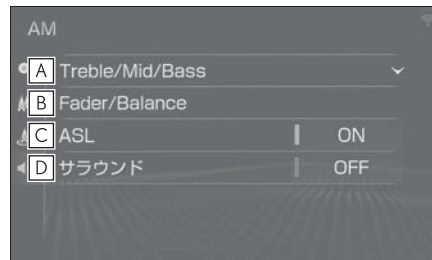 AM
A Treble/Mid/Bass
B Fader/Balance
C ASL ON
D サラウンド OFF